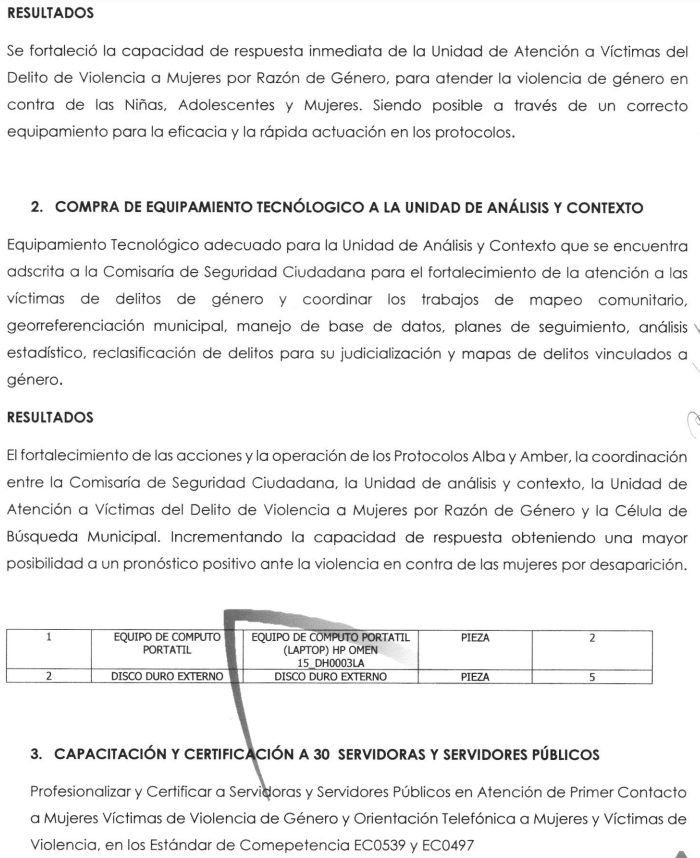 RESULTADOS
Se fortaleció la capacidad de respuesta inmediata de la Unidad de Atención a Víctimas del
Delito de Violencia a Mujeres por Razón de Género, para atender la violencia de género en
contra de las Niñas, Adolescentes y Mujeres. Siendo posible a través de un correcto
equipamiento para la eficacia y la rápida actuación en los protocolos.
2. COMPRA DE EQUIPAMIENTO TECNÓLOGICO A LA UNIDAD DE ANÁLISIS Y CONTEXTO
Equipamiento Tecnológico adecuado para la Unidad de Análisis y Contexto que se encuentra
adscrita a la Comisaría de Seguridad Ciudadana para el fortalecimiento de la atención a las
víctimas de delitos de género y coordinar los trabajos de mapeo comunitario,
georreferenciación municipal, manejo de base de datos, planes de seguimiento, análisis
estadístico, reclasificación de delitos para su judicialización y mapas de delitos vinculados a
género.
RESULTADOS
El fortalecimiento de las acciones y la operación de los Protocolos Alba y Amber, la coordinación
entre la Comisaría de Seguridad Ciudadana, la Unidad de análisis y contexto, la Unidad de
Atención a Víctimas del Delito de Violencia a Mujeres por Razón de Género y la Célula de
Búsqueda Municipal. Incrementando la capacidad de respuesta obteniendo una mayor
posibilidad a un pronóstico positivo ante la violencia en contra de las mujeres por desaparición.
1 EQUIPO DE COMPUTO EQUIPO DE COMPUTO PORTATIL PIEZA 2
PORTATIL (LAPTOP) HP OMEN
15_DH0003LA
2 DISCO DURO EXTERNO DISCO DURO EXTERNO PIEZA 5
3. CAPACITACIÓN Y CERTIFICACIÓN A 30 SERVIDORAS Y SERVIDORES PÚBLICOS
Profesionalizar y Certificar a Servidoras y Servidores Públicos en Atención de Primer Contacto
a Mujeres Víctimas de Violencia de Género y Orientación Telefónica a Mujeres y Víctimas de
Violencia, en los Estándar de Comepetencia EC0539 y EC0497